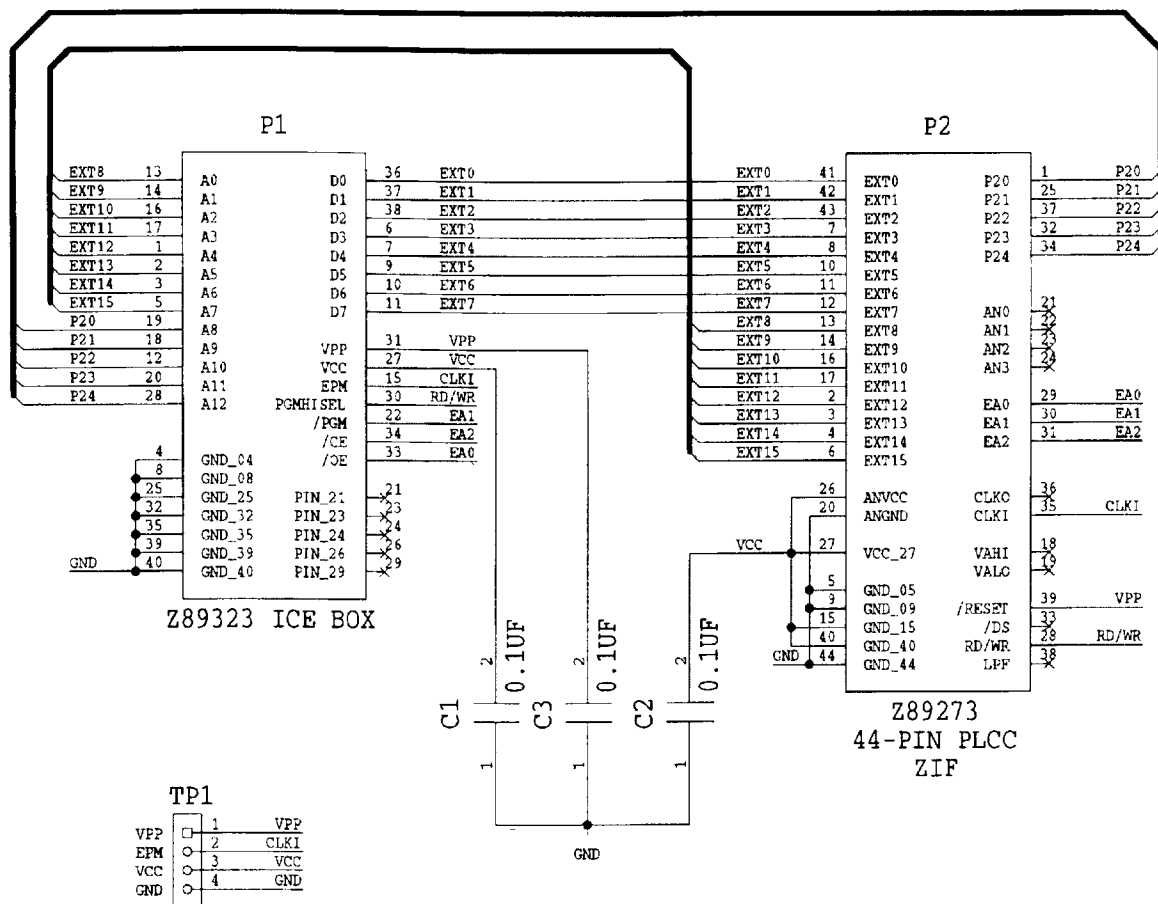 P1
P2
EXT8 13 A0 D0 36 EXT0
EXT9 14 A1 D1 37 EXT1
EXT10 16 A2 D2 38 EXT2
EXT11 17 A3 D3 6 EXT3
EXT12 1 A4 D4 7 EXT4
EXT13 2 A5 D5 9 EXT5
EXT14 3 A6 D6 10 EXT6
EXT15 5 A7 D7 11 EXT7
P20 19 A8
P21 18 A9 VPP 31 VPP
P22 12 A10 VCC 27 VCC
P23 20 A11 EPM 15 CLKI
P24 28 A12 PGMHISEL 30 RD/WR
/PGM 22 EA1
/CE 34 EA2
4 GND_04 /OE 33 EA0
8 GND_08
25 GND_25 PIN_21 21
32 GND_32 PIN_23 23
35 GND_35 PIN_24 24
39 GND_39 PIN_26 26
GND 40 GND_40 PIN_29 29
Z89323 ICE BOX
EXT0 41 EXT0 P20 1 P20
EXT1 42 EXT1 P21 25 P21
EXT2 43 EXT2 P22 37 P22
EXT3 7 EXT3 P23 32 P23
EXT4 8 EXT4 P24 34 P24
EXT5 10 EXT5
EXT6 11 EXT6
EXT7 12 EXT7 AN0 21
EXT8 13 EXT8 AN1 22
EXT9 14 EXT9 AN2 23
EXT10 16 EXT10 AN3 24
EXT11 17 EXT11
EXT12 2 EXT12 EA0 29 EA0
EXT13 3 EXT13 EA1 30 EA1
EXT14 4 EXT14 EA2 31 EA2
EXT15 6 EXT15
26 ANVCC CLKO 36
20 ANGND CLKI 35 CLKI
VCC 27 VCC_27 VAHI 18
VALO 19
5 GND_05
9 GND_09 /RESET 39 VPP
15 GND_15 /DS 33
40 GND_40 RD/WR 28 RD/WR
GND 44 GND_44 LPF 38
Z89273
44-PIN PLCC
ZIF
2 0.1UF 2 0.1UF 2 0.1UF
C1 C3 C2
1 1 1
GND
TP1
VPP 1 VPP
EPM 2 CLKI
VCC 3 VCC
GND 4 GND